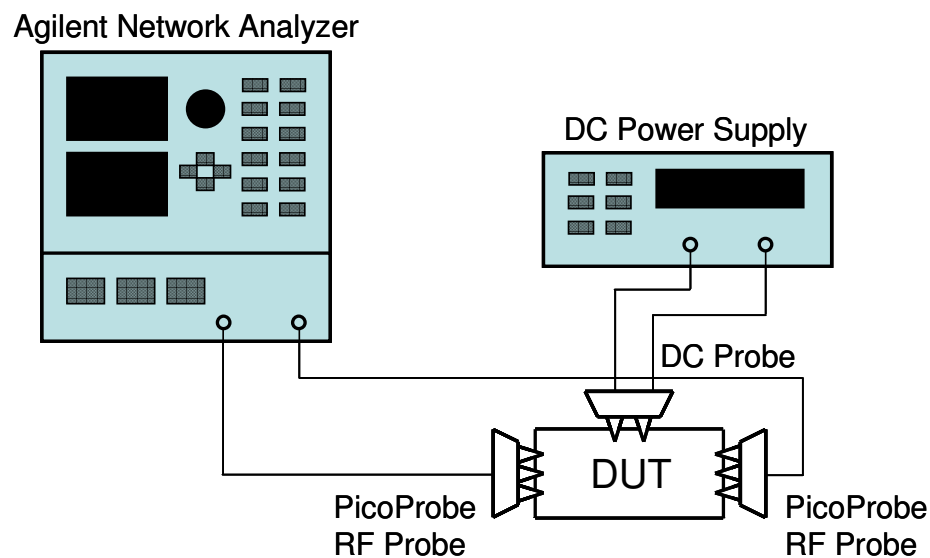 Agilent Network Analyzer
DC Power Supply
DC Probe
DUT
PicoProbe
RF Probe
PicoProbe
RF Probe